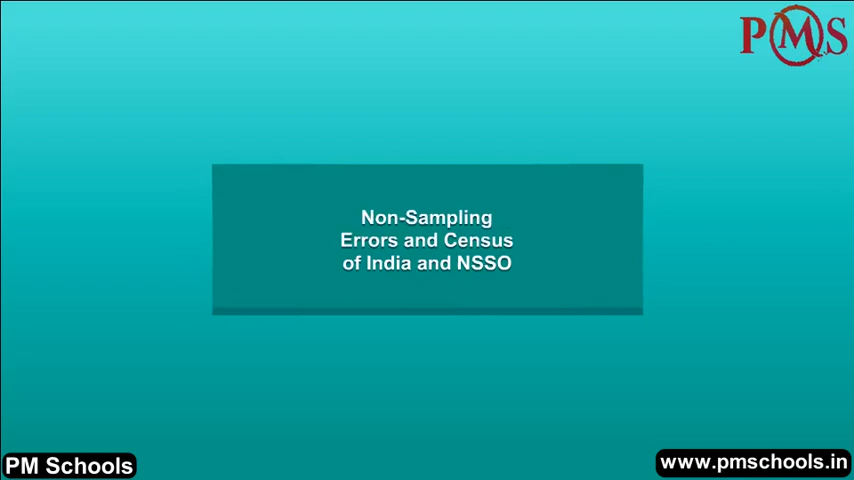 PMS
Non-Sampling
Errors and Census
of India and NSSO
PM Schools
www.pmschools.in